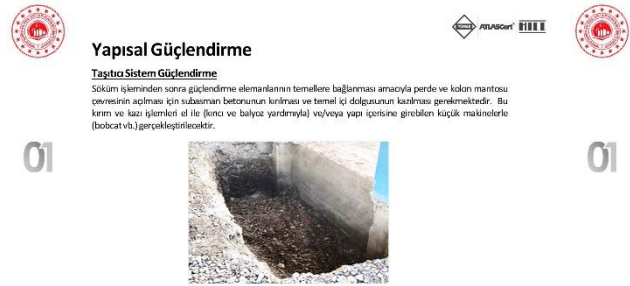 ATLASCert
Yapısal Güçlendirme
Taşıtıcı Sistem Güçlendirme
Söküm işleminden sonra güçlendirme elemanlarının temellere bağlanması amacıyla perde ve kolon mantosu
çevresinin açılması için subasman betonunun kırılması ve temel içi dolgusunun kazılması gerekmektedir. Bu
kırım ve kazı işlemleri el ile (kırıcı ve balyoz yardımıyla) ve/veya yapı içerisine girebilen küçük makinelerle
(bobcat vb.) gerçekleştirilecektir.
01
01